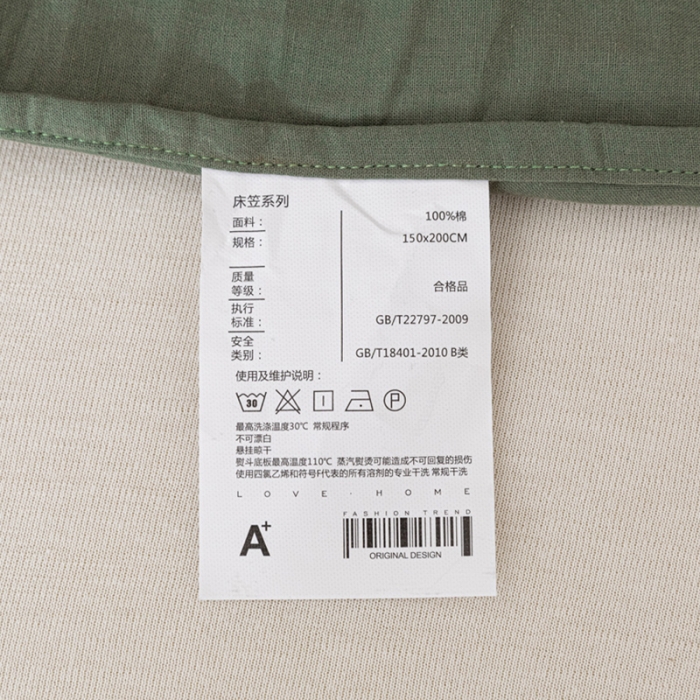 床笠系列
面料： 100%棉
规格： 150x200CM
质量
等级： 合格品
执行
标准： GB/T22797-2009
安全
类别： GB/T18401-2010 B类
使用及维护说明：
30 P
最高洗涤温度30℃ 常规程序
不可漂白
悬挂晾干
熨斗底板最高温度110℃ 蒸汽熨烫可能造成不可回复的损伤
使用四氯乙烯和符号F代表的所有溶剂的专业干洗 常规干洗
LOVE·HOME
FASHION TREND
A+
ORIGINAL DESIGN